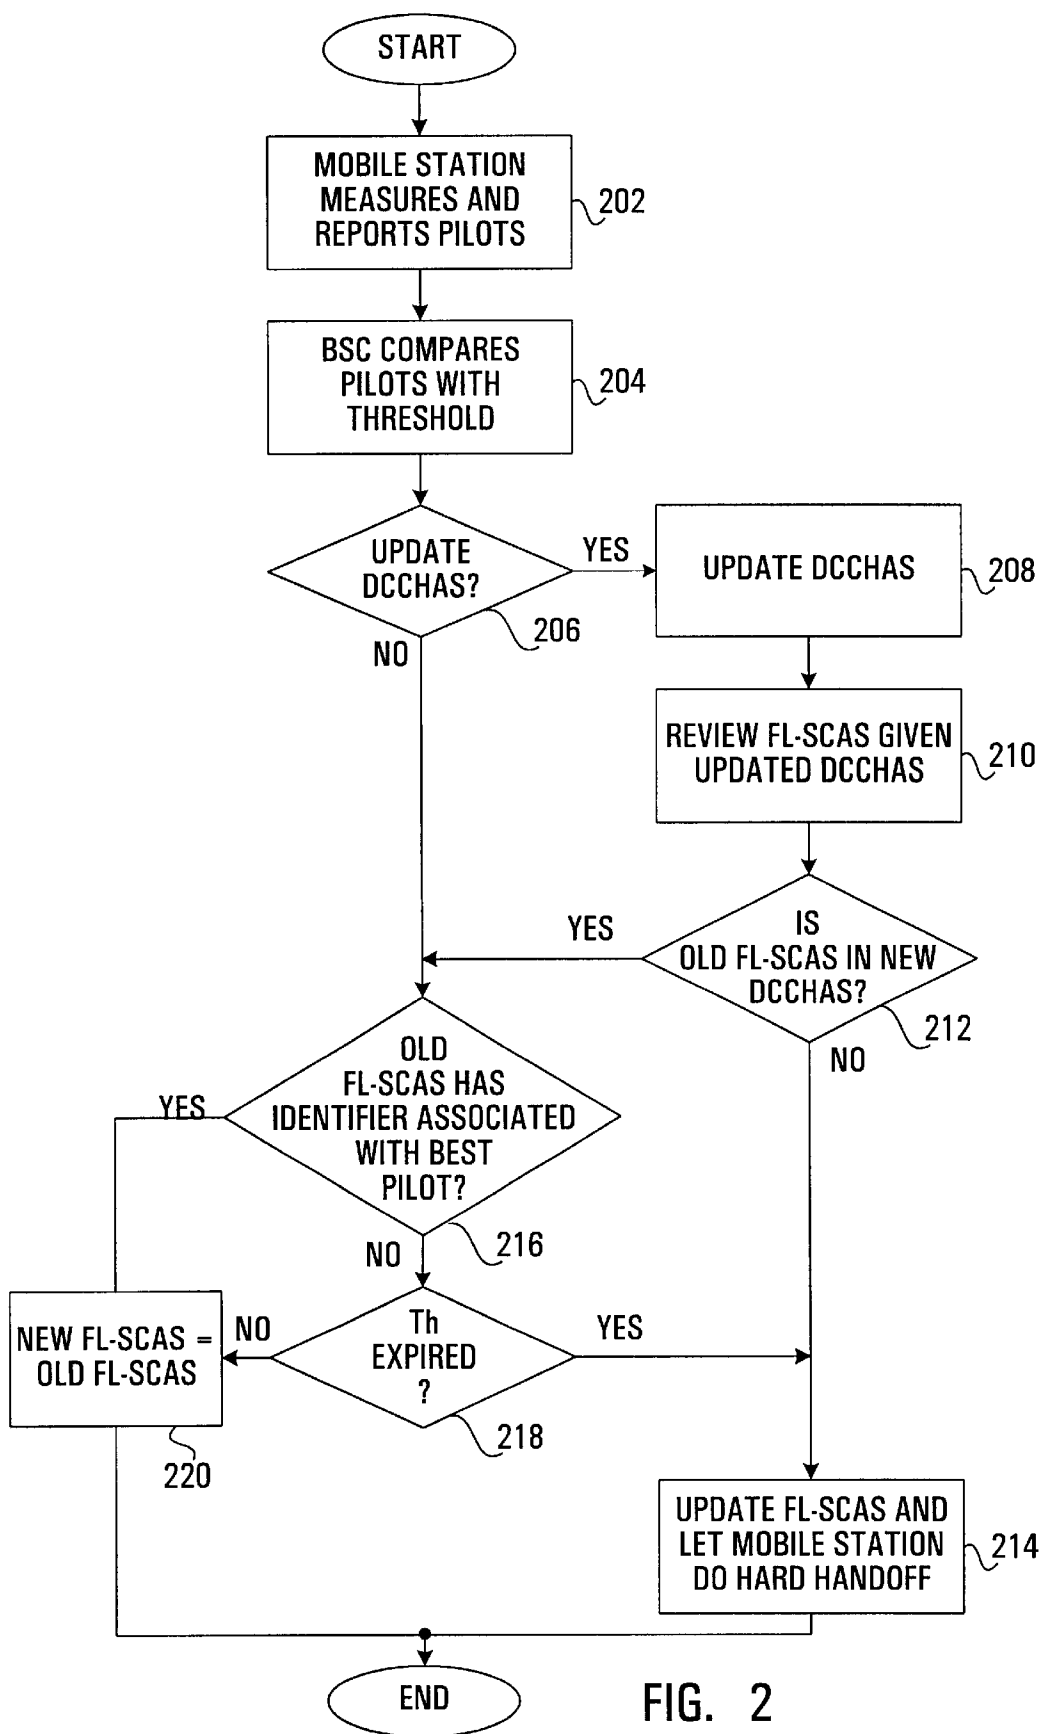 START
MOBILE STATION
MEASURES AND
REPORTS PILOTS
202
BSC COMPARES
PILOTS WITH
THRESHOLD
204
UPDATE
DCCHAS?
YES
206
NO
UPDATE DCCHAS
208
REVIEW FL-SCAS GIVEN
UPDATED DCCHAS
210
IS
OLD FL-SCAS IN NEW
DCCHAS?
YES
212
NO
OLD
FL-SCAS HAS
IDENTIFIER ASSOCIATED
WITH BEST
PILOT?
YES
216
NO
Th
EXPIRED
?
NO
YES
218
NEW FL-SCAS =
OLD FL-SCAS
220
UPDATE FL-SCAS AND
LET MOBILE STATION
DO HARD HANDOFF
214
END
FIG. 2